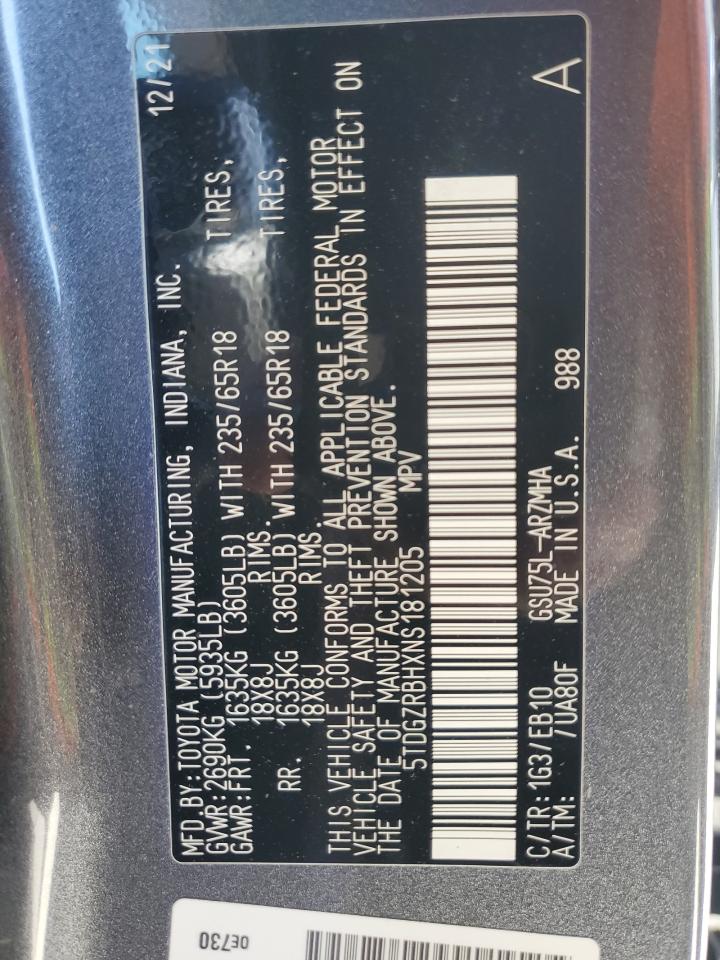 MFD.BY:TOYOTA MOTOR MANUFACTURING, INDIANA, INC. 12/21
GVWR:2690KG (5935LB)
GAWR:FRT. 1635KG (3605LB) WITH 235/65R18 TIRES,
18X8J RIMS.
RR. 1635KG (3605LB) WITH 235/65R18 TIRES,
18X8J RIMS.
THIS VEHICLE CONFORMS TO ALL APPLICABLE FEDERAL MOTOR
VEHICLE SAFETY AND THEFT PREVENTION STANDARDS IN EFFECT ON
THE DATE OF MANUFACTURE SHOWN ABOVE.
5TDGZRBHXNS181205 MPV
C/TR:1G3/EB10 GSU75L-ARZMHA
A/TM: /UA80F MADE IN U.S.A. 988 A
0E730